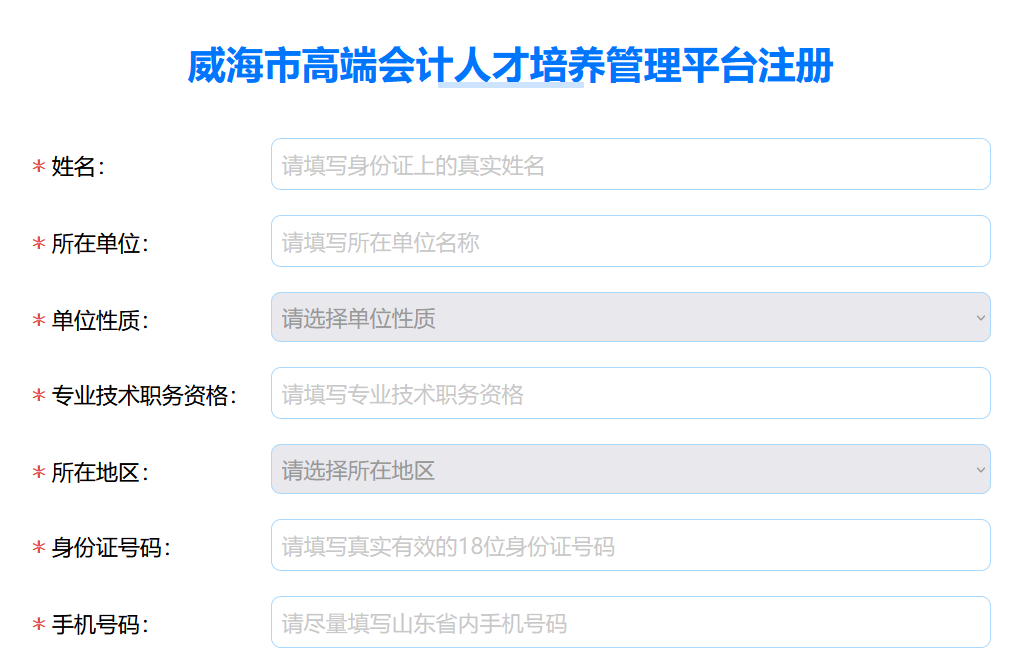 威海市高端会计人才培养管理平台注册
* 姓名： 请填写身份证上的真实姓名
* 所在单位： 请填写所在单位名称
* 单位性质： 请选择单位性质
* 专业技术职务资格： 请填写专业技术职务资格
* 所在地区： 请选择所在地区
* 身份证号码： 请填写真实有效的18位身份证号码
* 手机号码： 请尽量填写山东省内手机号码